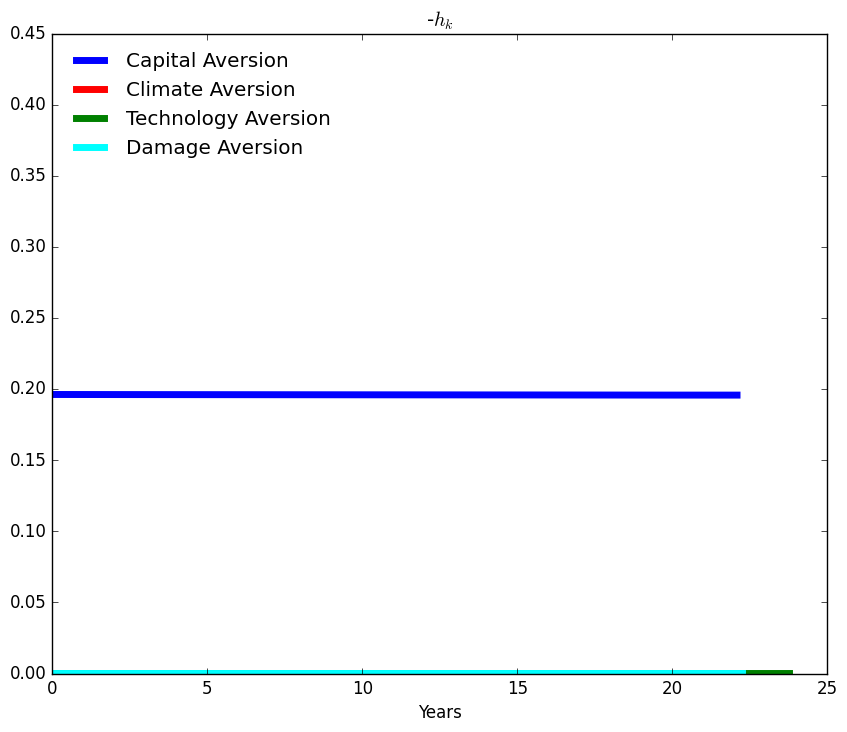 -h_k
0.45
Capital Aversion
0.40
Climate Aversion
Technology Aversion
Damage Aversion
0.35
0.30
0.25
0.20
0.15
0.10
0.05
0.00
0 5 10 15 20 25
Years